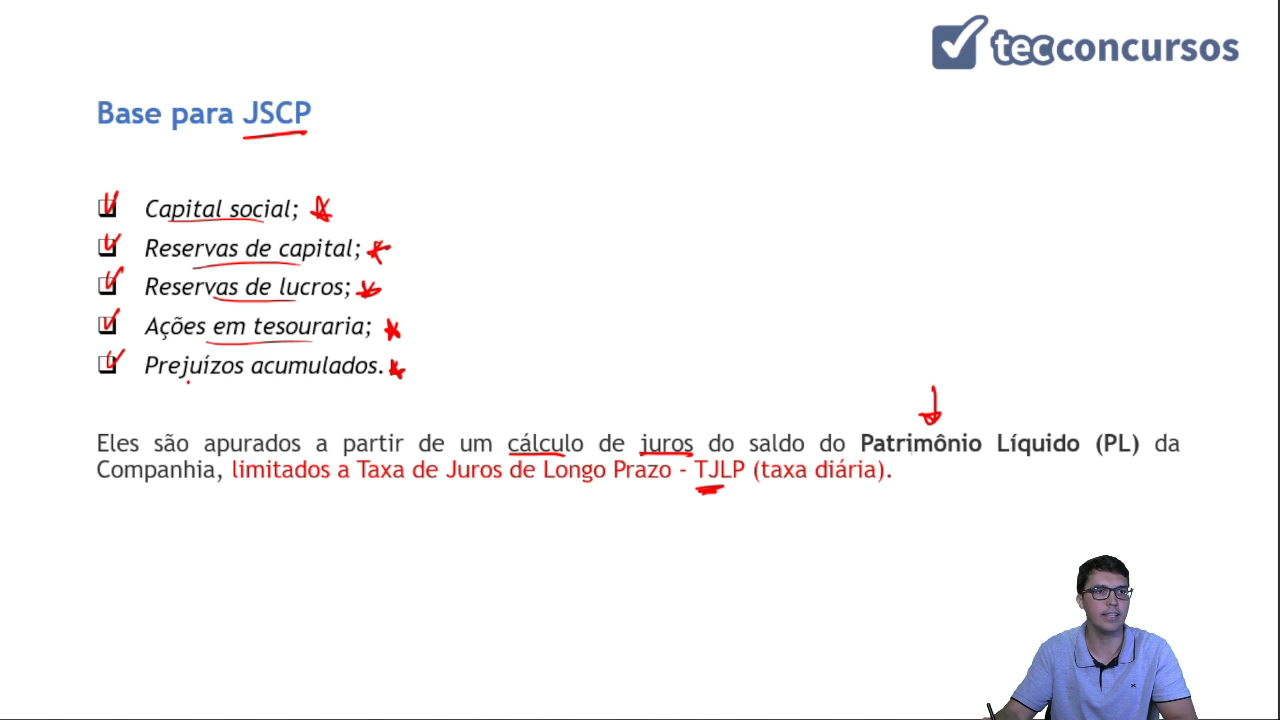 tecconcursos
Base para JSCP
Capital social;
Reservas de capital;
Reservas de lucros;
Ações em tesouraria;
Prejuízos acumulados.
Eles são apurados a partir de um cálculo de juros do saldo do Patrimônio Líquido (PL) da
Companhia, limitados a Taxa de Juros de Longo Prazo - TJLP (taxa diária).